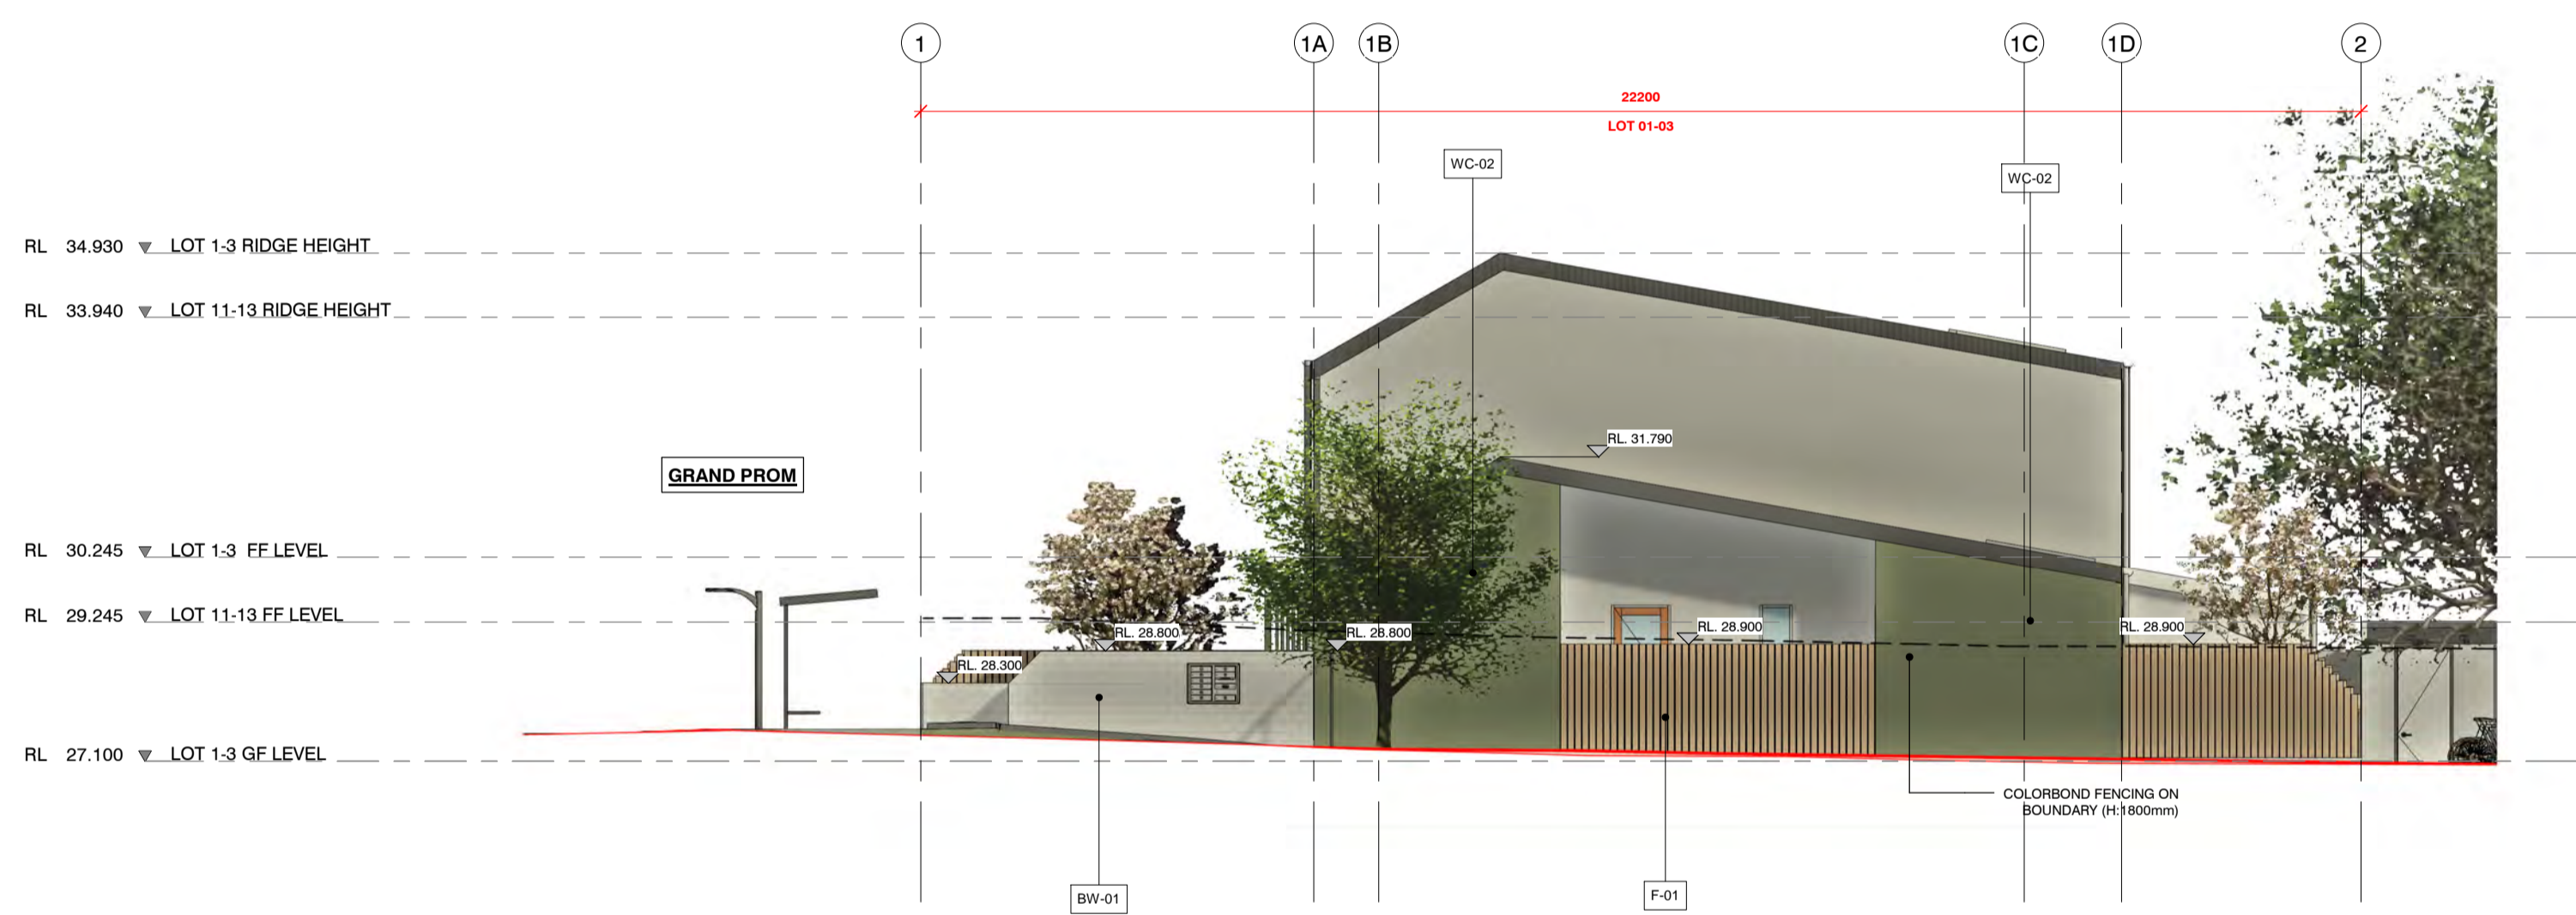 1
1A
1B
1C
1D
2
22200
LOT 01-03
WC-02
WC-02
RL 34.930 LOT 1-3 RIDGE HEIGHT
RL 33.940 LOT 11-13 RIDGE HEIGHT
RL. 31.790
GRAND PROM
RL 30.245 LOT 1-3 FF LEVEL
RL 29.245 LOT 11-13 FF LEVEL
RL. 28.800
RL. 28.800
RL. 28.900
RL. 28.900
RL. 28.300
RL 27.100 LOT 1-3 GF LEVEL
COLORBOND FENCING ON
BOUNDARY (H:1800mm)
BW-01
F-01